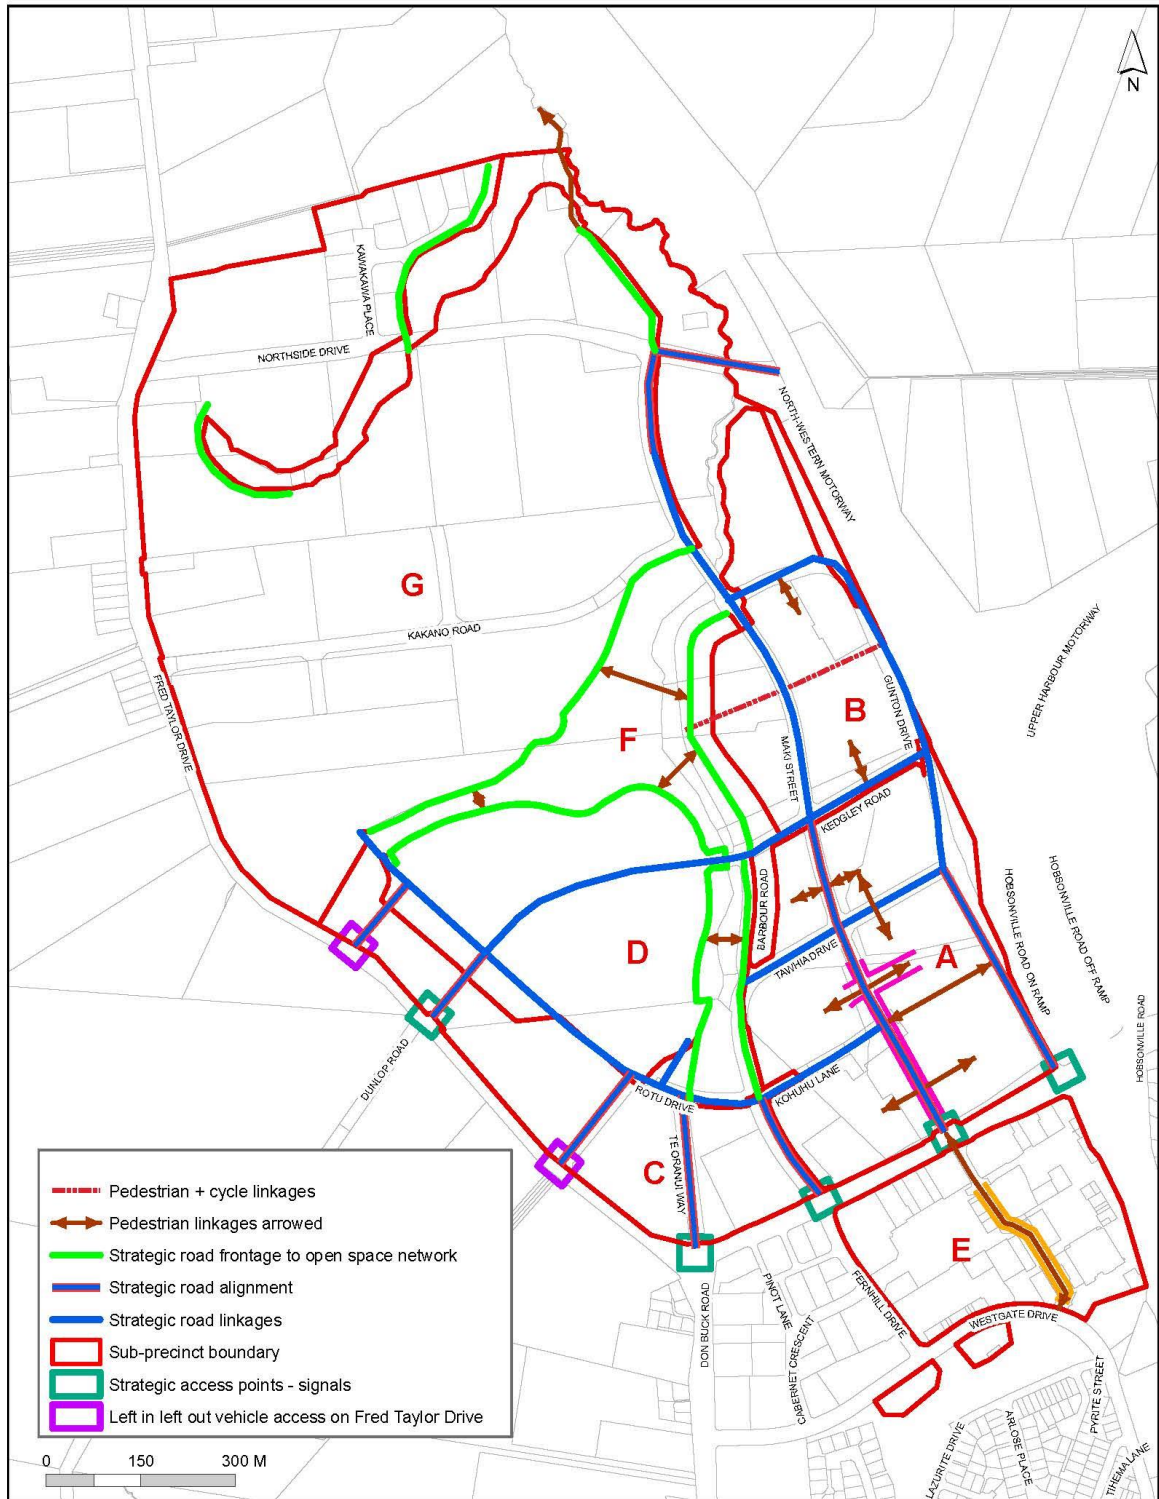 N
KAWAKAWA PLACE
NORTHSIDE DRIVE
NORTH-WESTERN MOTORWAY
G
KAKANO ROAD
UPPER HARBOUR MOTORWAY
FRED TAYLOR DRIVE
GUNTON DRIVE
B
F
MAKI STREET
KEDGLEY ROAD
BARBOUR ROAD
HOBSONVILLE ROAD ON RAMP
HOBSONVILLE ROAD OFF RAMP
D
TAWHIA DRIVE
A
HOBSONVILLE ROAD
DUNLOP ROAD
ROTU DRIVE
KOHUHU LANE
TE ORANUI WAY
C
E
DON BUCK ROAD
PINOT LANE
CABERNET CRESCENT
FERNHILL DRIVE
WESTGATE DRIVE
LAZURITE DRIVE
ARLOSE PLACE
PYRITE STREET
TIHEMA LANE
Pedestrian + cycle linkages
Pedestrian linkages arrowed
Strategic road frontage to open space network
Strategic road alignment
Strategic road linkages
Sub-precinct boundary
Strategic access points - signals
Left in left out vehicle access on Fred Taylor Drive
0 150 300 M